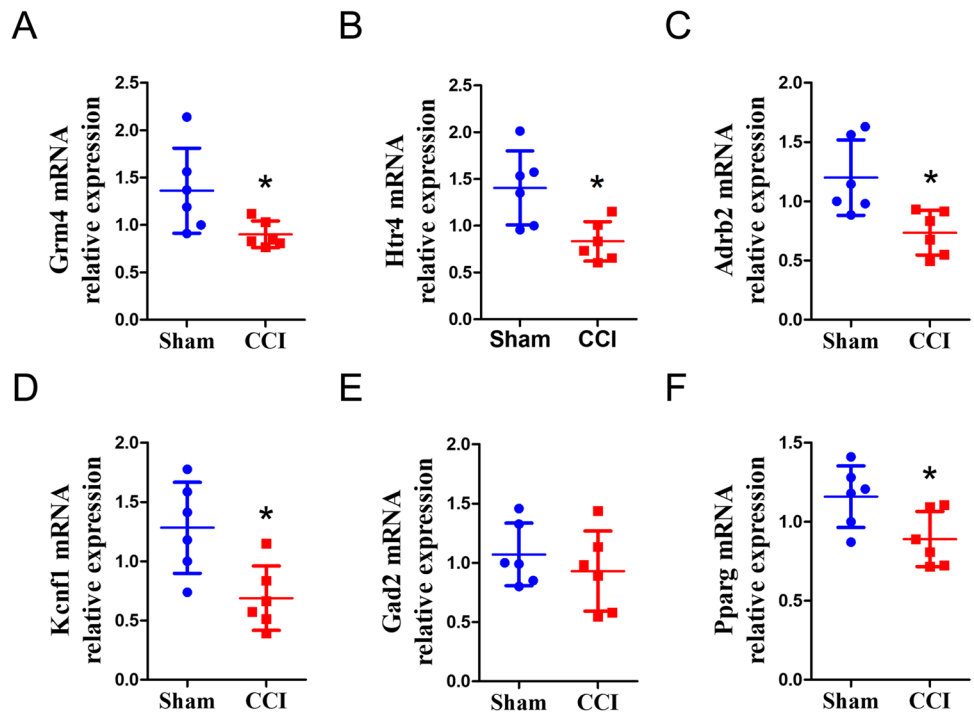 A
B
C
Grm4 mRNA
relative expression
2.5
2.0
1.5
1.0
0.5
0.0
*
Sham
CCI
Htr4 mRNA
relative expression
2.5
2.0
1.5
1.0
0.5
0.0
*
Sham
CCI
Adrb2 mRNA
relative expression
2.0
1.5
1.0
0.5
0.0
*
Sham
CCI
D
E
F
Kcnf1 mRNA
relative expression
2.0
1.5
1.0
0.5
0.0
*
Sham
CCI
Gad2 mRNA
relative expression
2.0
1.5
1.0
0.5
0.0
Sham
CCI
Pparg mRNA
relative expression
1.5
1.0
0.5
0.0
*
Sham
CCI